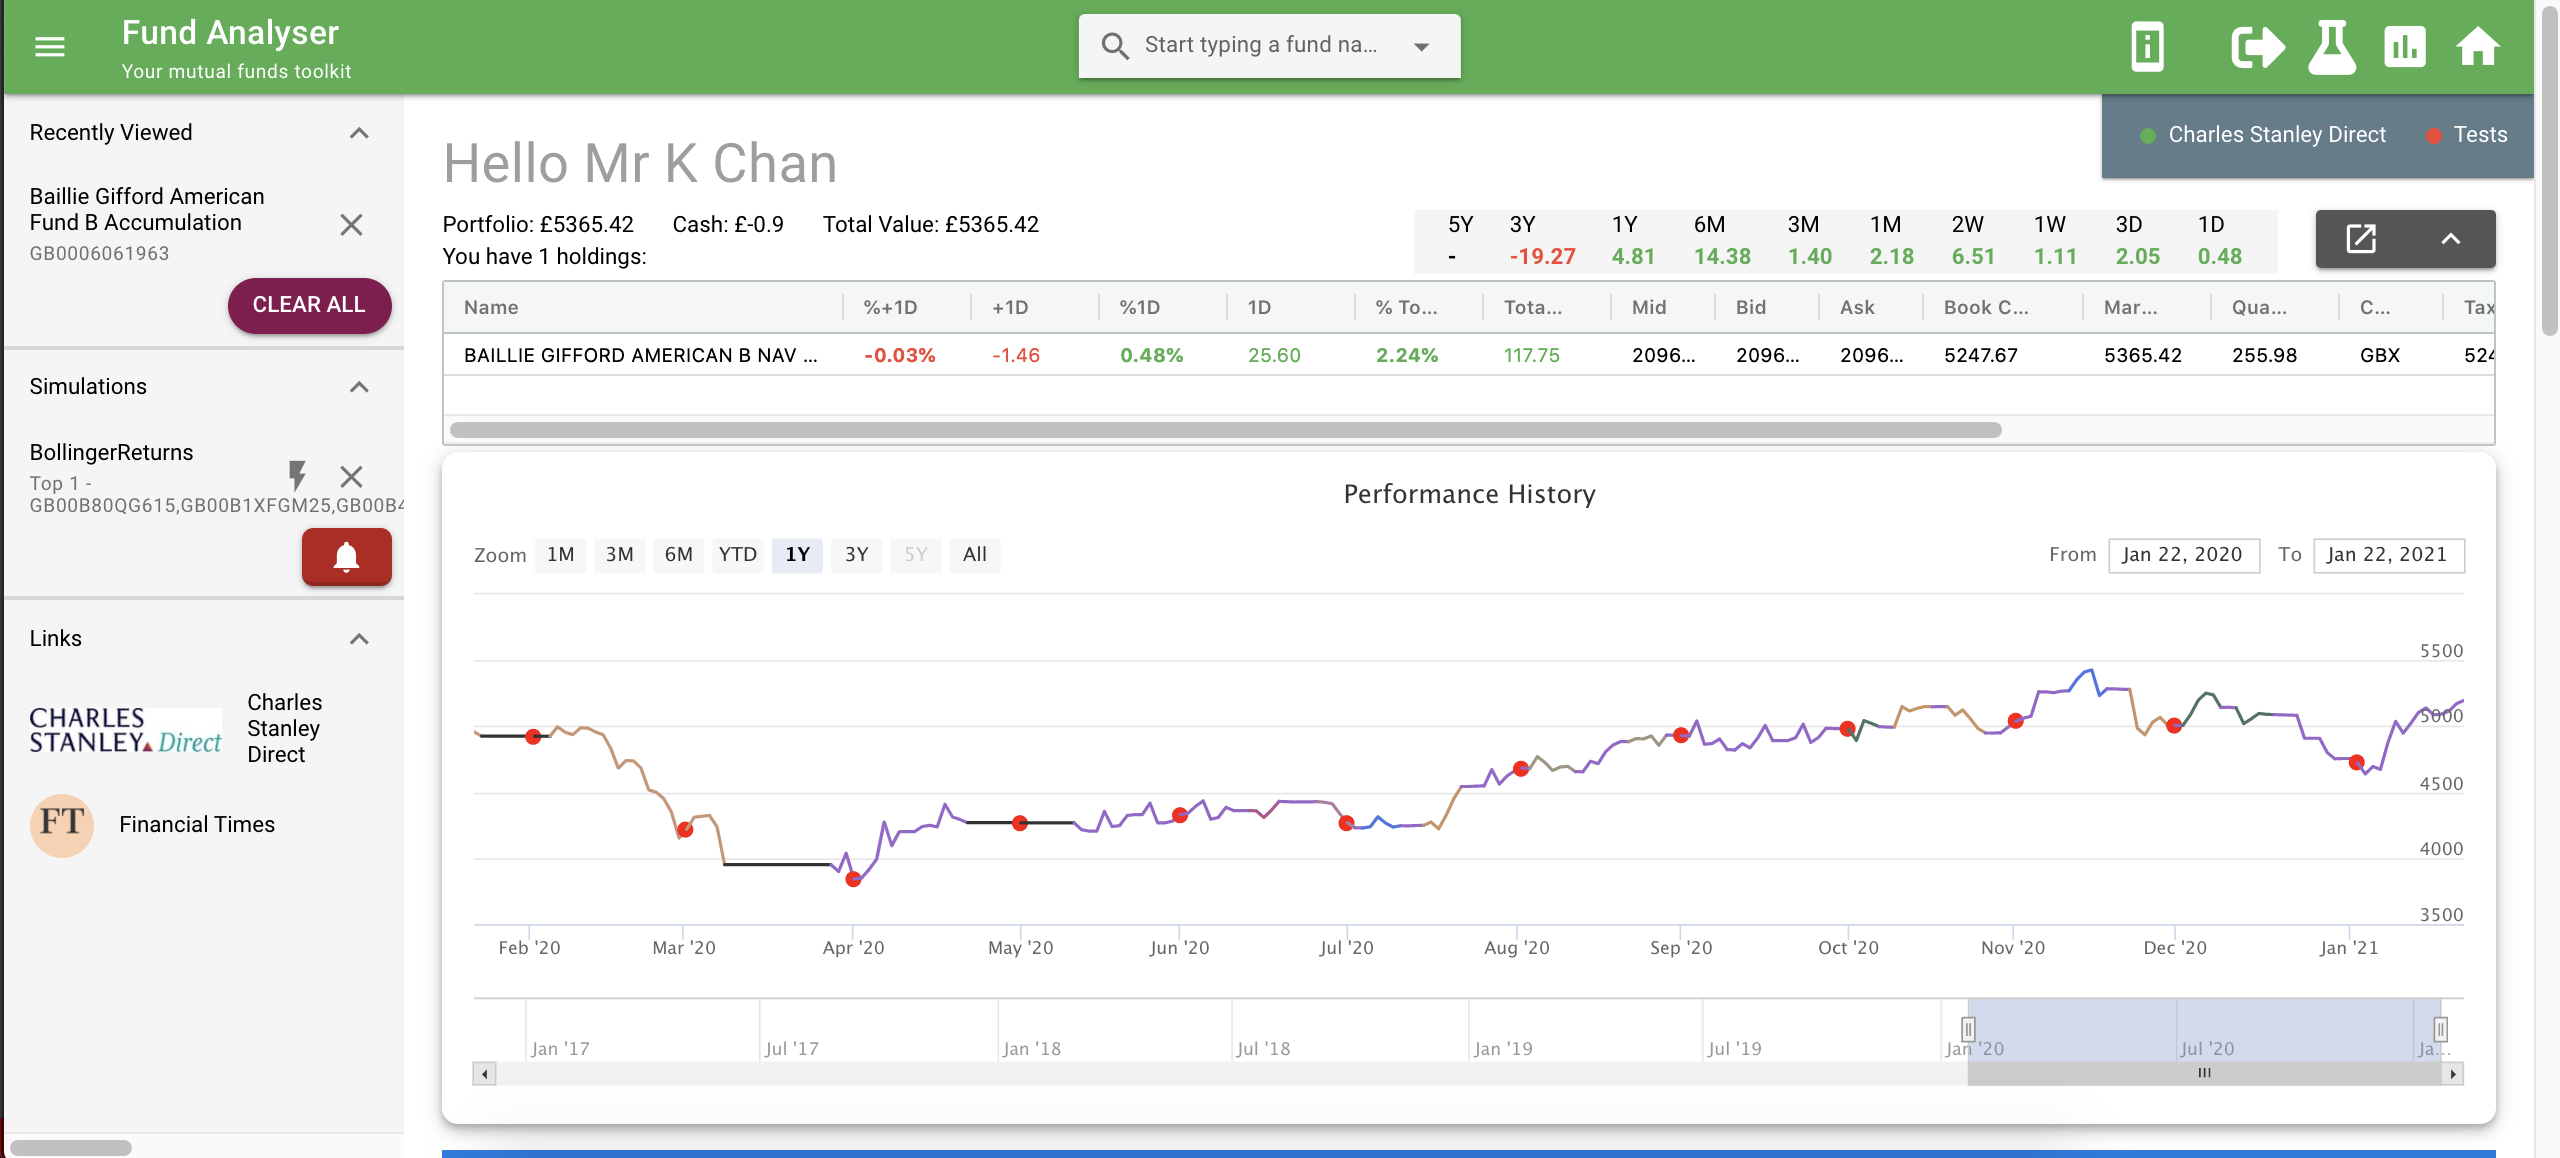 Fund Analyser
Your mutual funds toolkit
Start typing a fund na...
Charles Stanley Direct
Tests
Recently Viewed
Baillie Gifford American
Fund B Accumulation
GB0006061963
CLEAR ALL
Simulations
BollingerReturns
Top 1 -
GB00B80QG615,GB00B1XFGM25,GB00B4
Links
CHARLES
STANLEY Direct
Charles
Stanley
Direct
FT
Financial Times
Hello Mr K Chan
Portfolio: £5365.42 Cash: £-0.9 Total Value: £5365.42
You have 1 holdings:
5Y 3Y 1Y 6M 3M 1M 2W 1W 3D 1D
- -19.27 4.81 14.38 1.40 2.18 6.51 1.11 2.05 0.48
Name %+1D +1D %1D 1D % To... Tota... Mid Bid Ask Book C... Mar... Qua... C... Tax
BAILLIE GIFFORD AMERICAN B NAV ... -0.03% -1.46 0.48% 25.60 2.24% 117.75 2096... 2096... 2096... 5247.67 5365.42 255.98 GBX 524
Performance History
Zoom 1M 3M 6M YTD 1Y 3Y 5Y All
From Jan 22, 2020 To Jan 22, 2021
5500
5000
4500
4000
3500
Feb '20 Mar '20 Apr '20 May '20 Jun '20 Jul '20 Aug '20 Sep '20 Oct '20 Nov '20 Dec '20 Jan '21
Jan '17 Jul '17 Jan '18 Jul '18 Jan '19 Jul '19 Jan '20 Jul '20 Ja...